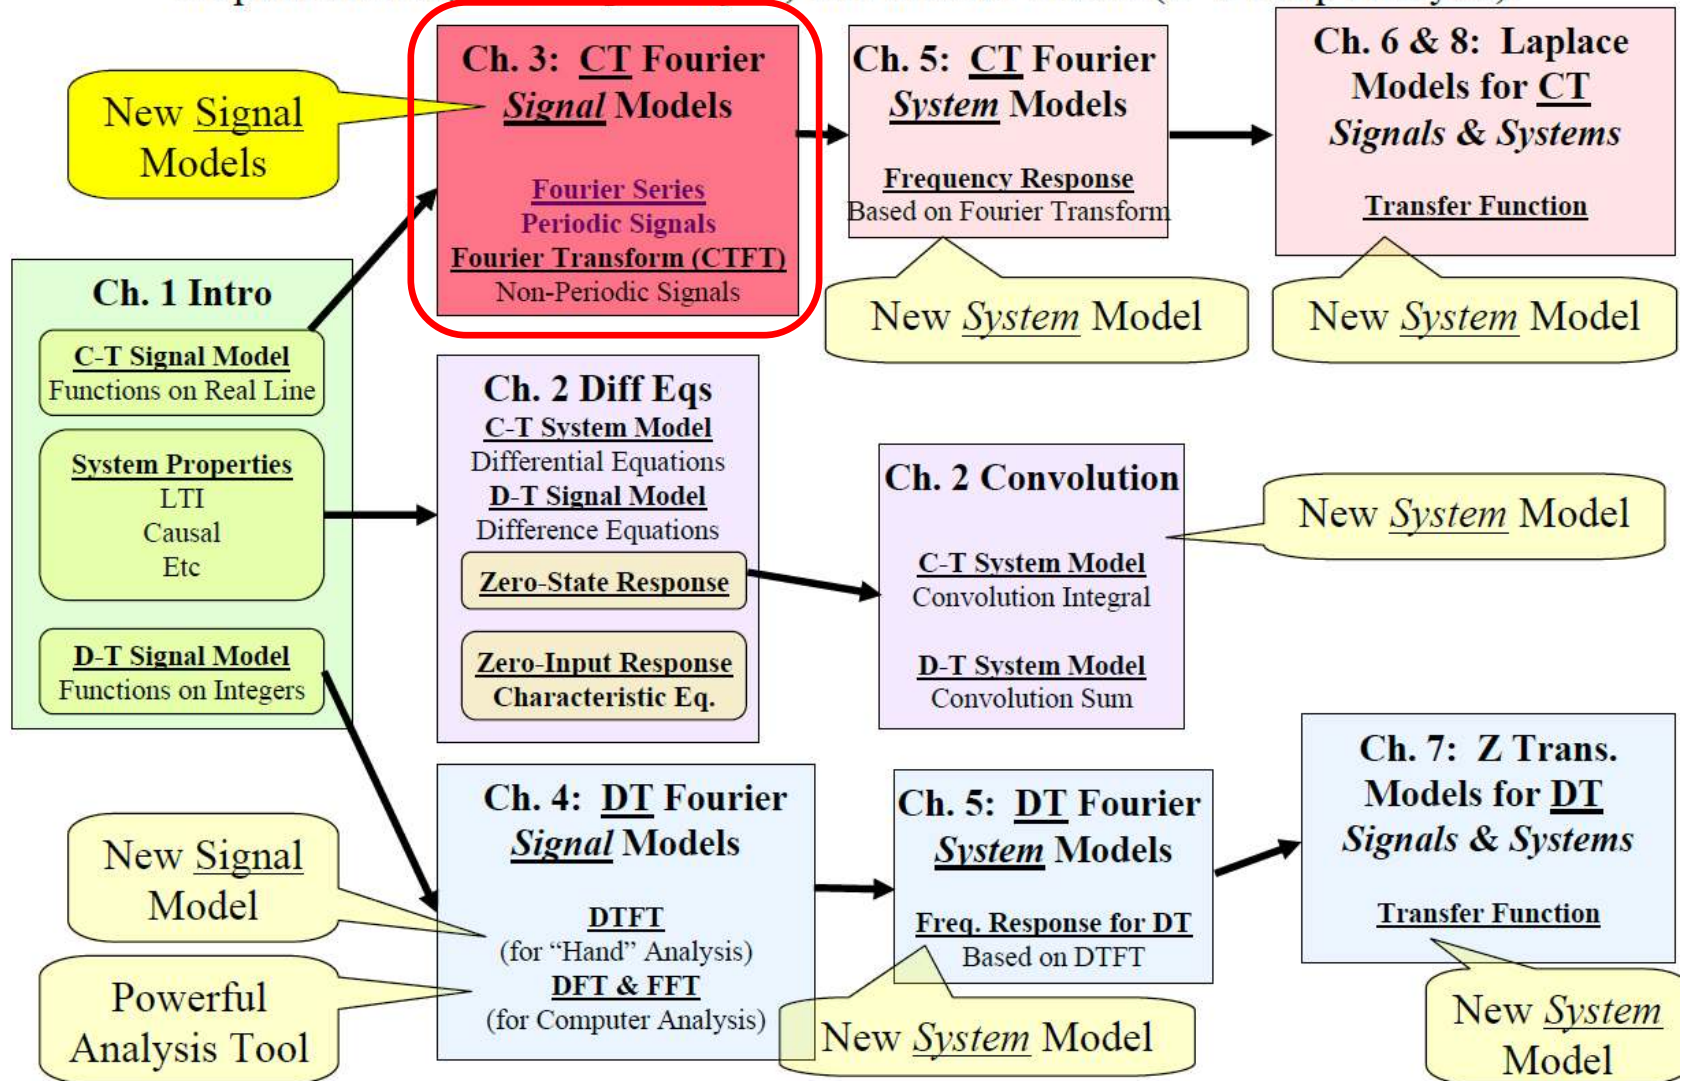 Ch. 3: CT Fourier
Signal Models
Fourier Series
Periodic Signals
Fourier Transform (CTFT)
Non-Periodic Signals
New Signal
Models
Ch. 5: CT Fourier
System Models
Frequency Response
Based on Fourier Transform
New System Model
Ch. 6 & 8: Laplace
Models for CT
Signals & Systems
Transfer Function
New System Model
Ch. 1 Intro
C-T Signal Model
Functions on Real Line
System Properties
LTI
Causal
Etc
D-T Signal Model
Functions on Integers
Ch. 2 Diff Eqs
C-T System Model
Differential Equations
D-T Signal Model
Difference Equations
Zero-State Response
Zero-Input Response
Characteristic Eq.
Ch. 2 Convolution
C-T System Model
Convolution Integral
D-T System Model
Convolution Sum
New System Model
Ch. 4: DT Fourier
Signal Models
DTFT
(for “Hand” Analysis)
DFT & FFT
(for Computer Analysis)
New Signal
Model
Powerful
Analysis Tool
Ch. 5: DT Fourier
System Models
Freq. Response for DT
Based on DTFT
New System Model
Ch. 7: Z Trans.
Models for DT
Signals & Systems
Transfer Function
New System
Model